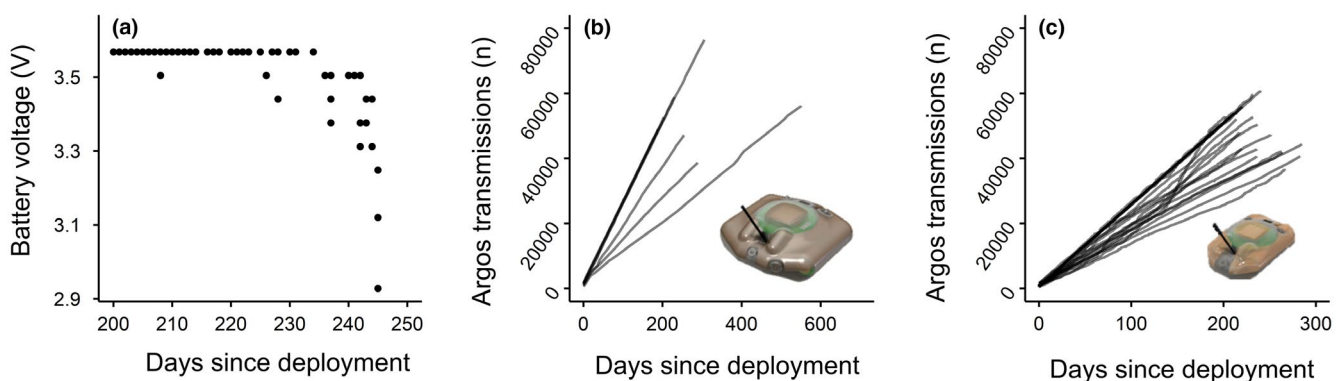 (a)
Battery voltage (V)
3.5
3.3
3.1
2.9
200 210 220 230 240 250
Days since deployment
(b)
Argos transmissions (n)
80000
60000
40000
20000
0
0 200 400 600
Days since deployment
(c)
Argos transmissions (n)
80000
60000
40000
20000
0
0 100 200 300
Days since deployment